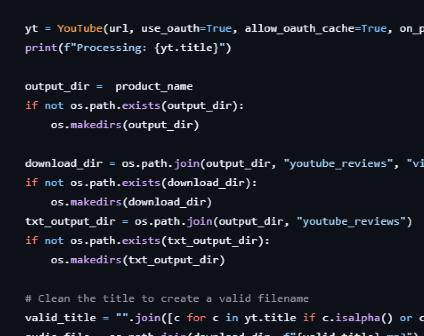 yt = YouTube(url, use_oauth=True, allow_oauth_cache=True, on_p
print(f"Processing: {yt.title}")
output_dir =  product_name
if not os.path.exists(output_dir):
    os.makedirs(output_dir)
download_dir = os.path.join(output_dir, "youtube_reviews", "vi
if not os.path.exists(download_dir):
    os.makedirs(download_dir)
txt_output_dir = os.path.join(output_dir, "youtube_reviews")
if not os.path.exists(txt_output_dir):
    os.makedirs(txt_output_dir)
# Clean the title to create a valid filename
valid_title = "".join([c for c in yt.title if c.isalpha() or c